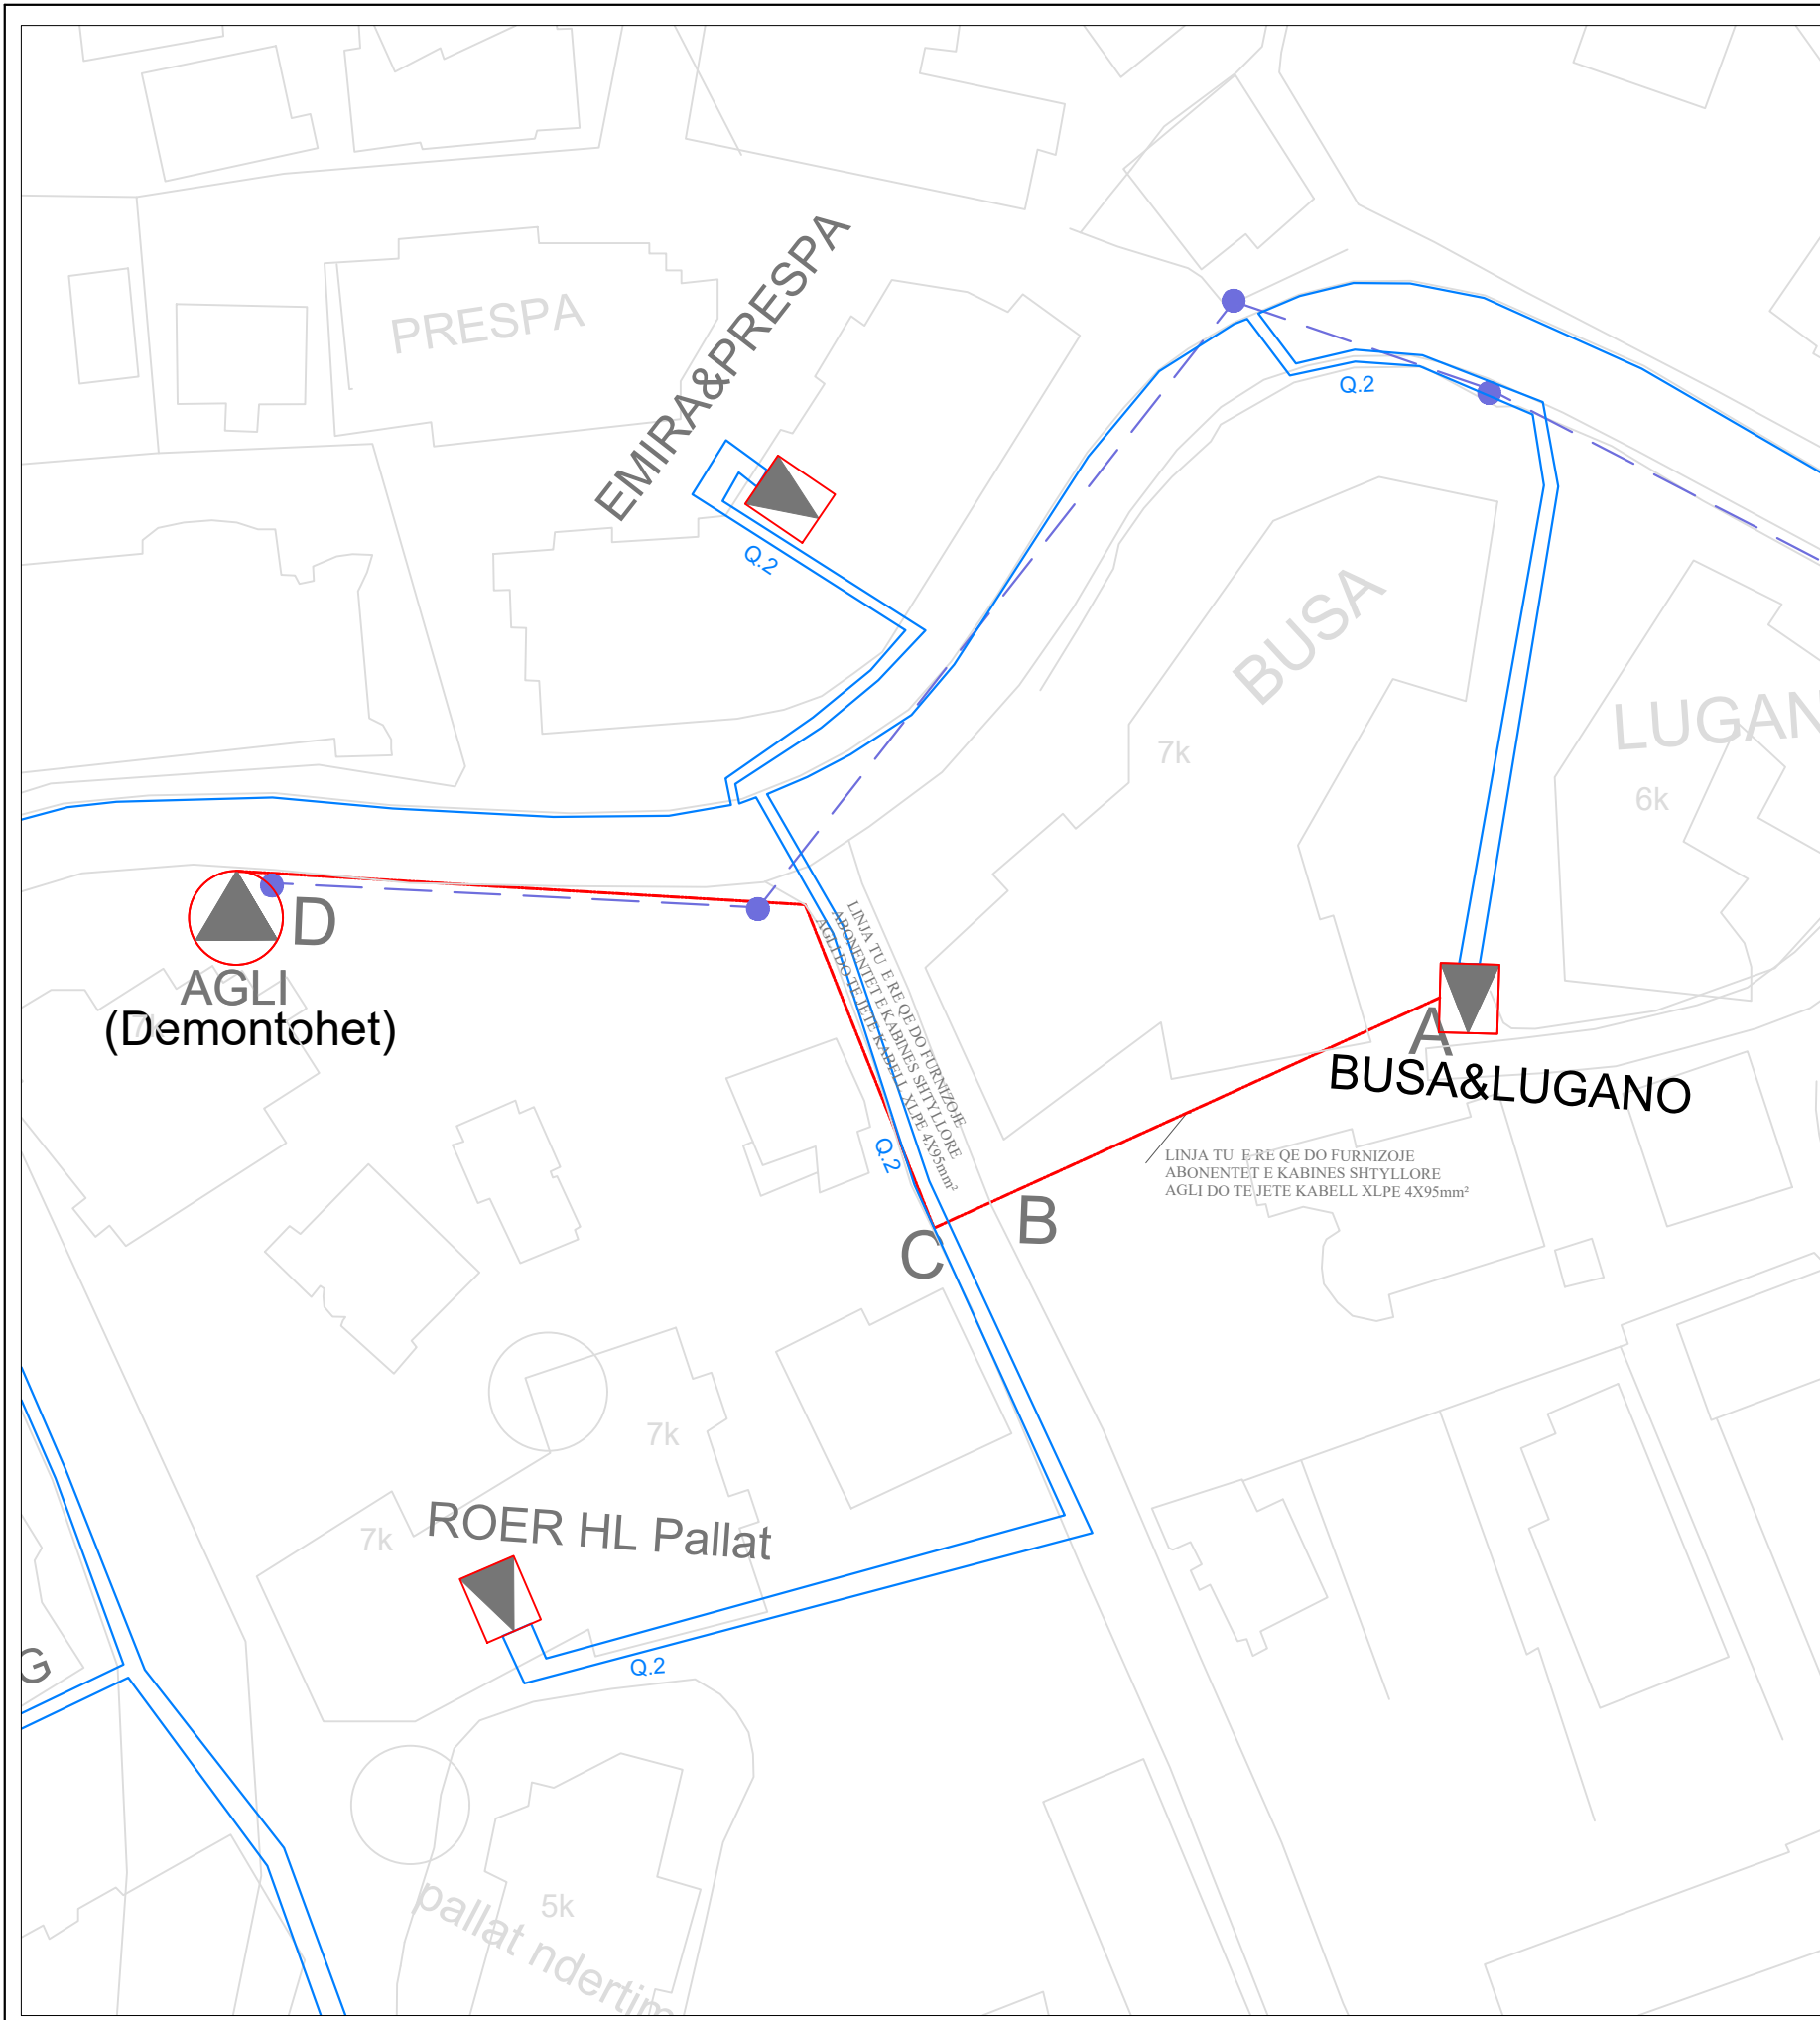 EMIRA&PRESPA
PRESPA
Q.2
Q.2
BUSA
LUGAN
7k
6k
D
AGLI
(Demontohet)
LINJA TU E RE QE DO FURNIZOJE
ABONENTET E KABINES SHTYLLORE
AGLI DO TE JETE KABELL XLPE 4X95mm²
A
BUSA&LUGANO
LINJA TU E RE QE DO FURNIZOJE
ABONENTET E KABINES SHTYLLORE
AGLI DO TE JETE KABELL XLPE 4X95mm²
Q.2
B
C
7k
7k
ROER HL Pallat
G
Q.2
5k
pallat ndertim